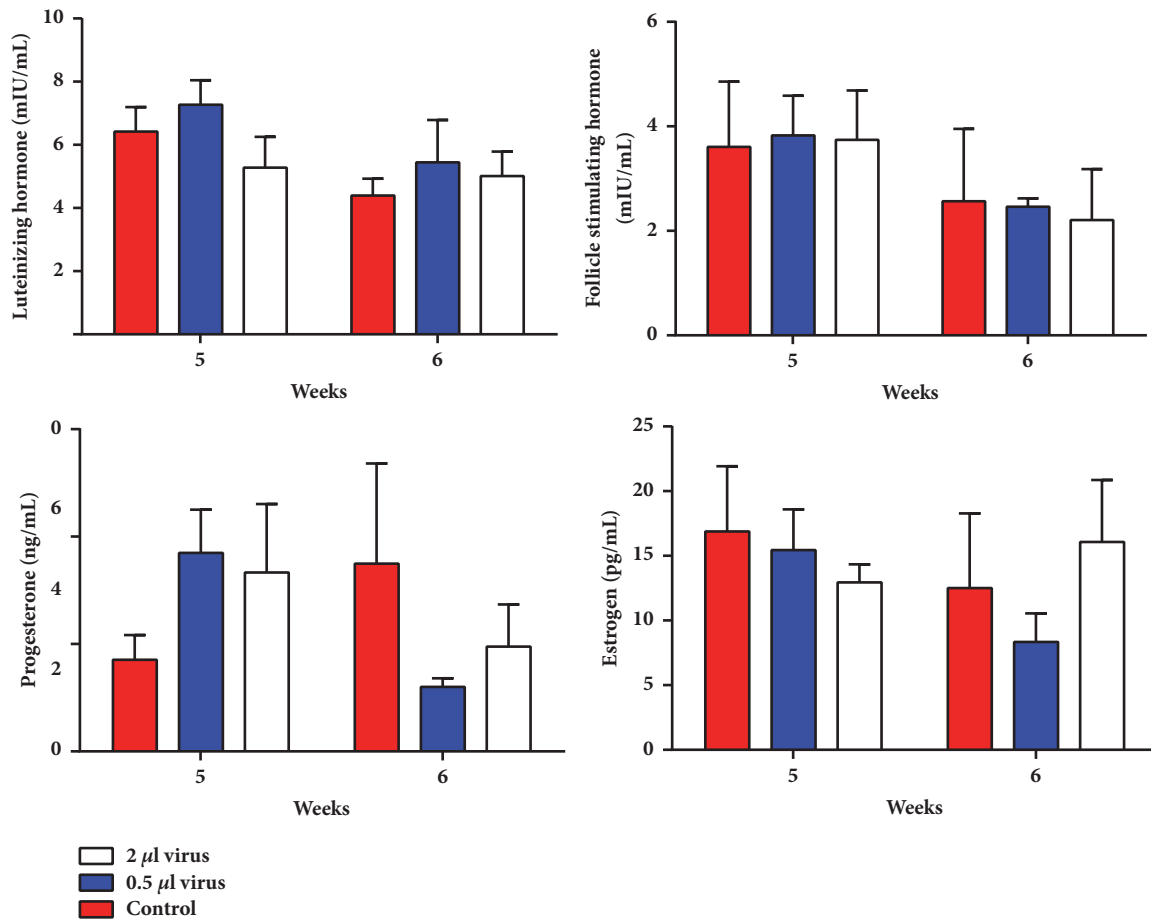 Luteinizing hormone (mIU/mL)
10
8
6
4
2
5
6
Weeks
Follicle stimulating hormone
(mIU/mL)
6
4
2
0
5
6
Weeks
Progesterone (ng/mL)
0
6
4
2
0
5
6
Weeks
Estrogen (pg/mL)
25
20
15
10
5
0
5
6
Weeks
2 μl virus
0.5 μl virus
Control